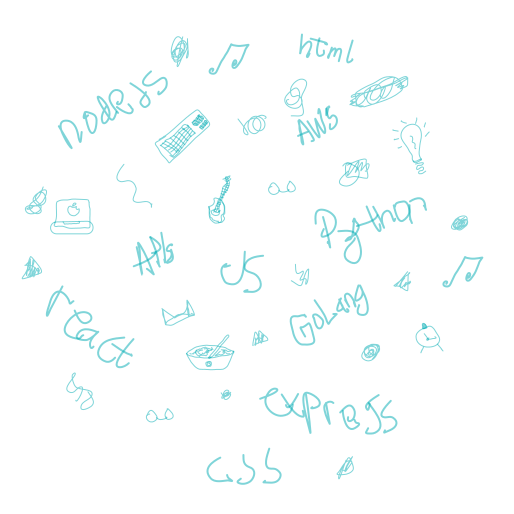 html
nodeJS
AWS
Python
APIs
JS
GoLang
react
expressJS
css